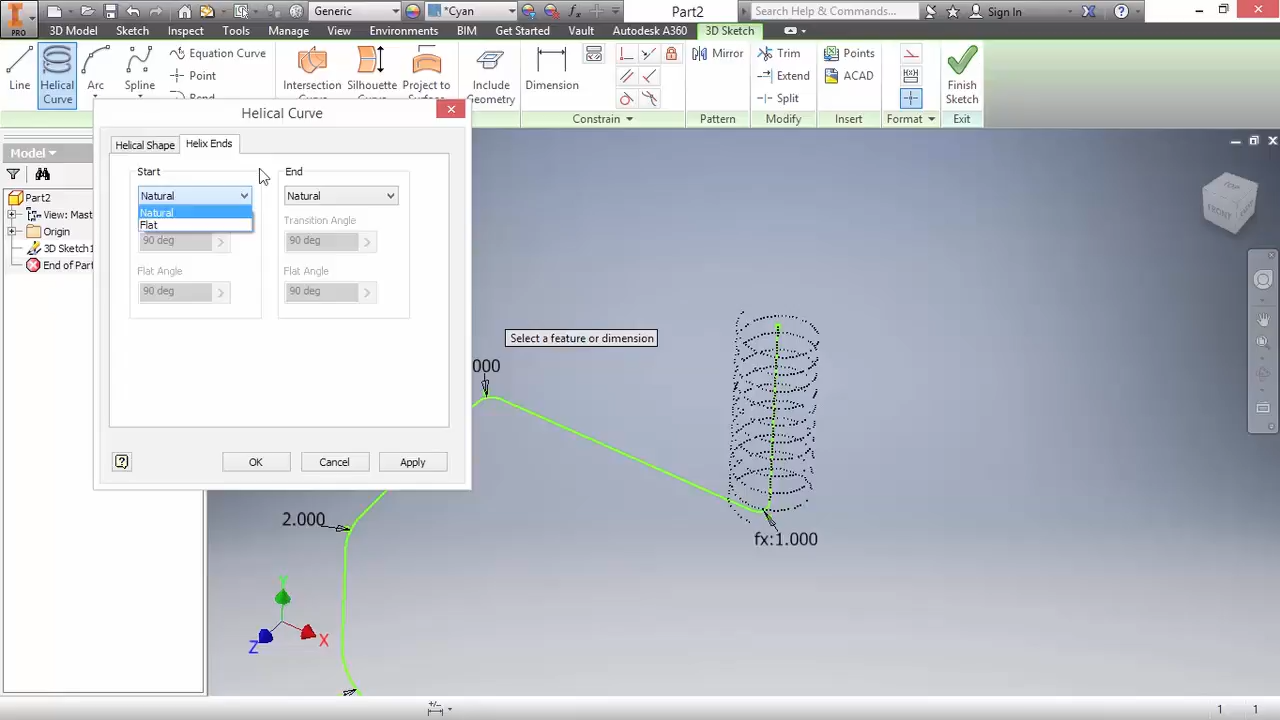 Generic
*Cyan
Part2
Search Help & Commands...
Sign In
PRO
3D Model
Sketch
Inspect
Tools
Manage
View
Environments
BIM
Get Started
Vault
Autodesk A360
3D Sketch
Line
Helical
Curve
Arc
Spline
Equation Curve
Point
Intersection
Silhouette
Project to
Include
Geometry
Dimension
Mirror
Trim
Extend
Split
Points
ACAD
Finish
Sketch
Constrain
Pattern
Modify
Insert
Format
Exit
Helical Curve
Helical Shape
Helix Ends
Start
Natural
Natural
Flat
90 deg
Flat Angle
90 deg
End
Natural
Transition Angle
90 deg
Flat Angle
90 deg
OK
Cancel
Apply
Model
Part2
View: Mast
Origin
3D Sketch1
End of Part
Select a feature or dimension
000
2.000
fx:1.000
FRONT
Y
X
Z
1 1